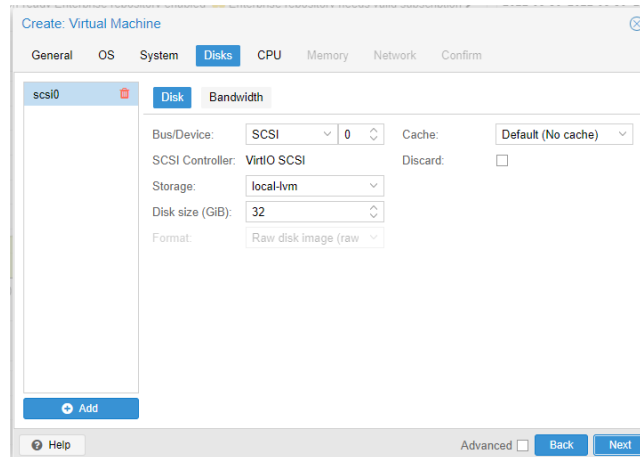 Create: Virtual Machine
General OS System Disks CPU Memory Network Confirm
scsi0
Disk Bandwidth
Bus/Device: SCSI 0 Cache: Default (No cache)
SCSI Controller: VirtIO SCSI Discard:
Storage: local-lvm
Disk size (GiB): 32
Format: Raw disk image (raw
Add
Help Advanced Back Next